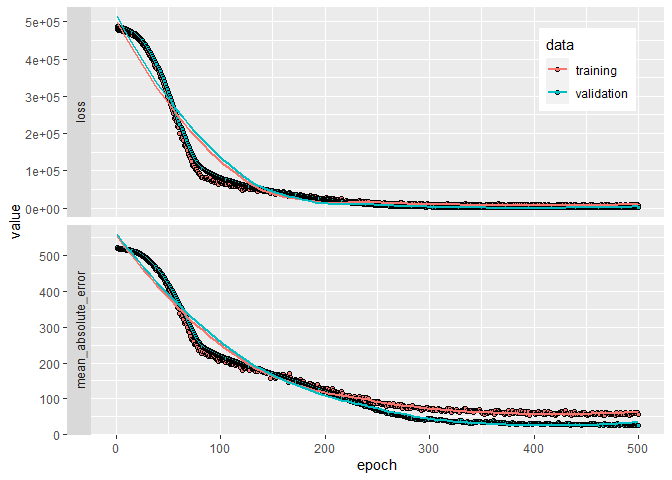 5e+05
4e+05
3e+05
2e+05
1e+05
0e+00
loss
data
training
validation
value
500
400
300
200
100
0
mean_absolute_error
0
100
200
300
400
500
epoch